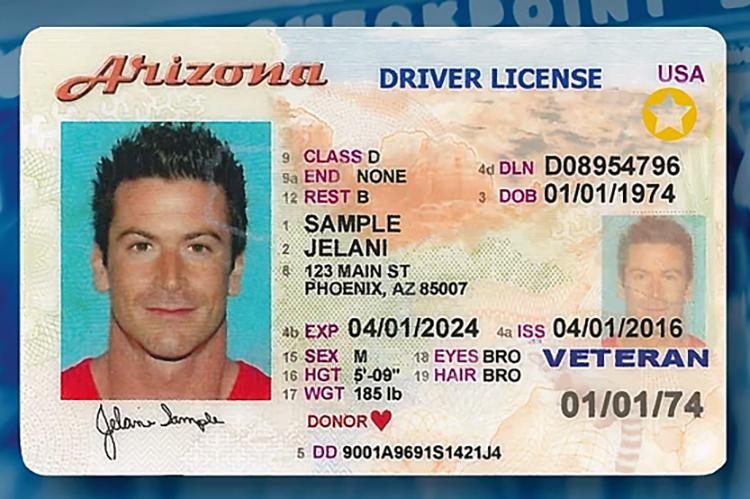 CHECKPOINT
Arizona DRIVER LICENSE USA
9 CLASS D
9a END NONE
12 REST B
4d DLN D08954796
3 DOB 01/01/1974
1 SAMPLE
2 JELANI
8 123 MAIN ST
PHOENIX, AZ 85007
4b EXP 04/01/2024 4a ISS 04/01/2016
15 SEX M 18 EYES BRO VETERAN
16 HGT 5'-09" 19 HAIR BRO
17 WGT 185 lb
01/01/74
Jelani Sample
DONOR
5 DD 9001A9691S1421J4